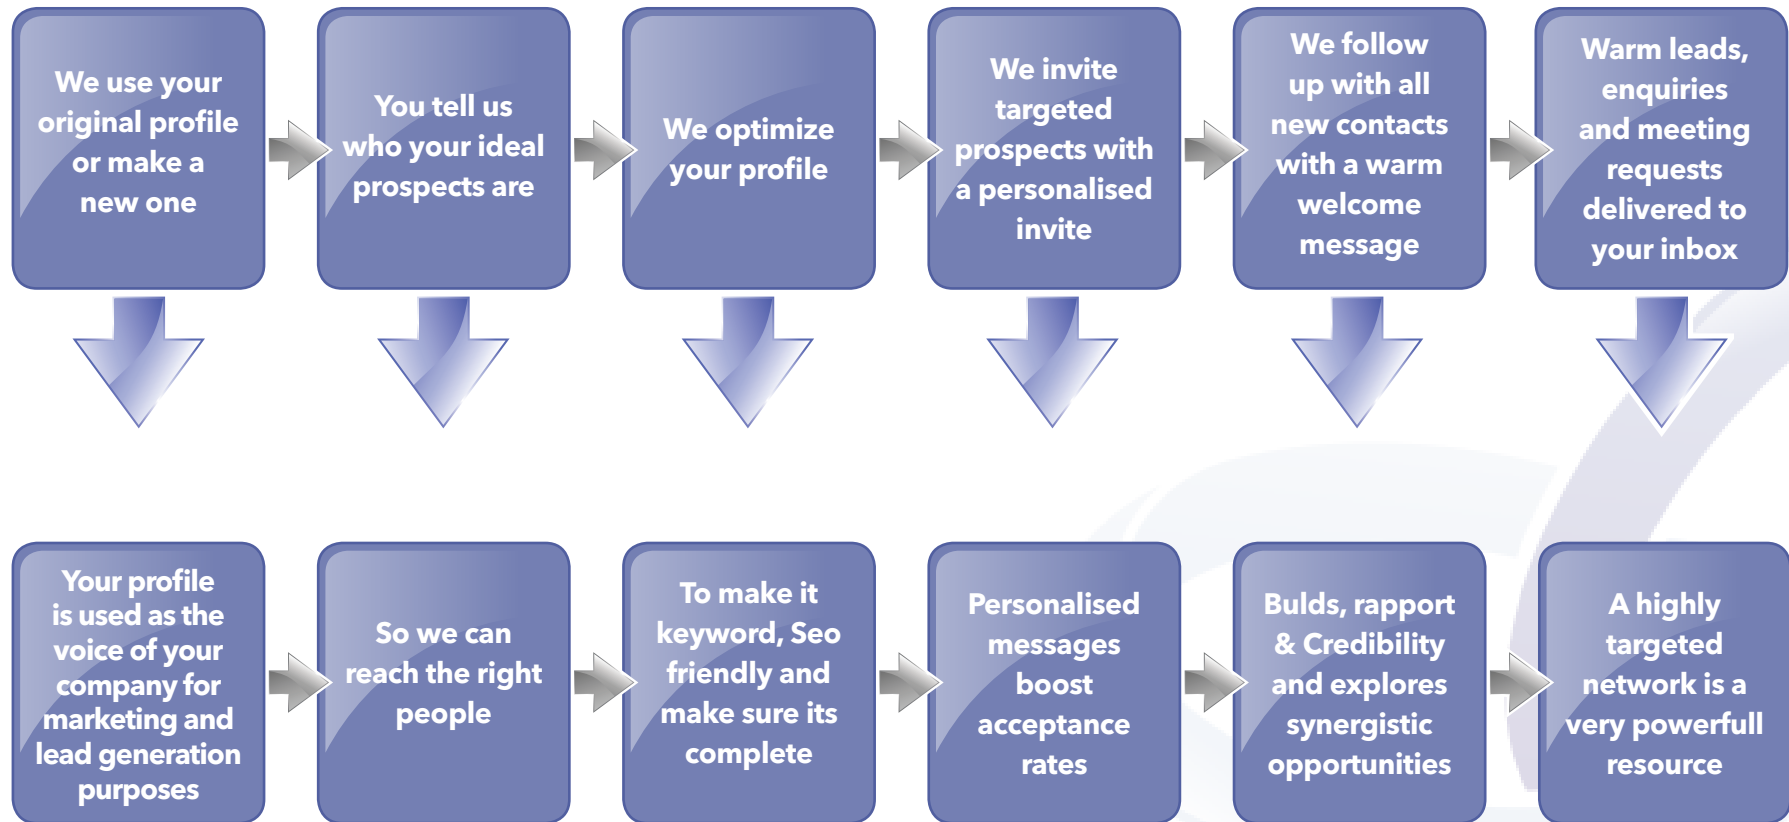 We use your
original profile
or make a
new one
You tell us
who your ideal
prospects are
We optimize
your profile
We invite
targeted
prospects with
a personalised
invite
We follow
up with all
new contacts
with a warm
welcome
message
Warm leads,
enquiries
and meeting
requests
delivered to
your inbox
Your profile
is used as the
voice of your
company for
marketing and
lead generation
purposes
So we can
reach the right
people
To make it
keyword, Seo
friendly and
make sure its
complete
Personalised
messages
boost
acceptance
rates
Bulds, rapport
& Credibility
and explores
synergistic
opportunities
A highly
targeted
network is a
very powerfull
resource